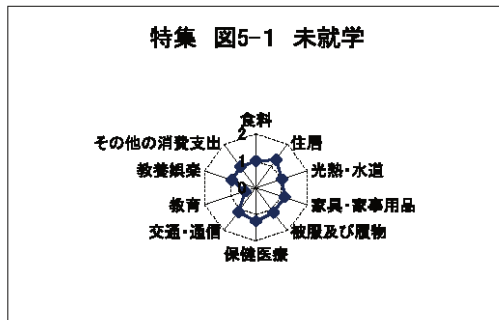 特集 図5-1 未就学
食料
住居
光熱・水道
家具・家事用品
被服及び履物
保健医療
交通・通信
教育
教養娯楽
その他の消費支出
2
1
0